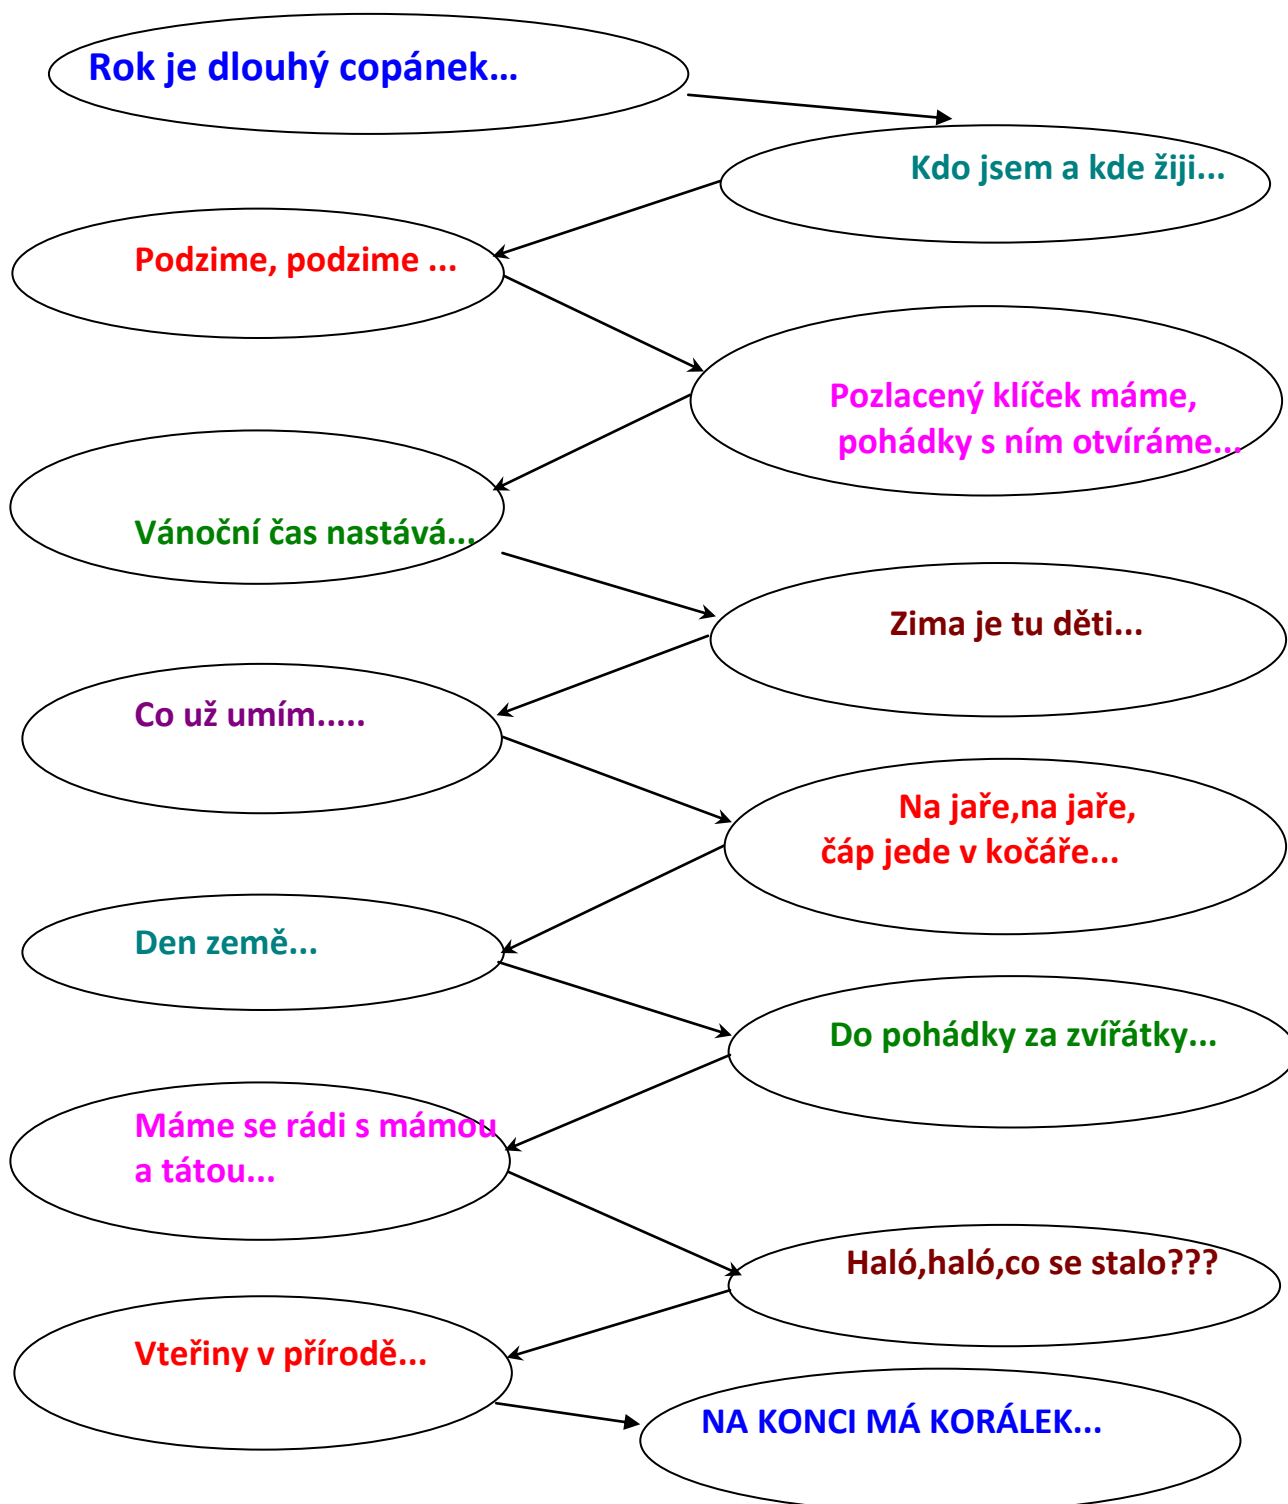 Rok je dlouhý copánek...
Kdo jsem a kde žiji...
Podzime, podzime ...
Pozlacený klíček máme,
pohádky s ním otvíráme...
Vánoční čas nastává...
Zima je tu děti...
Co už umím.....
Na jaře,na jaře,
čáp jede v kočáře...
Den země...
Do pohádky za zvířátky...
Máme se rádi s mámou
a tátou...
Haló,haló,co se stalo???
Vteřiny v přírodě...
NA KONCI MÁ KORÁLEK...